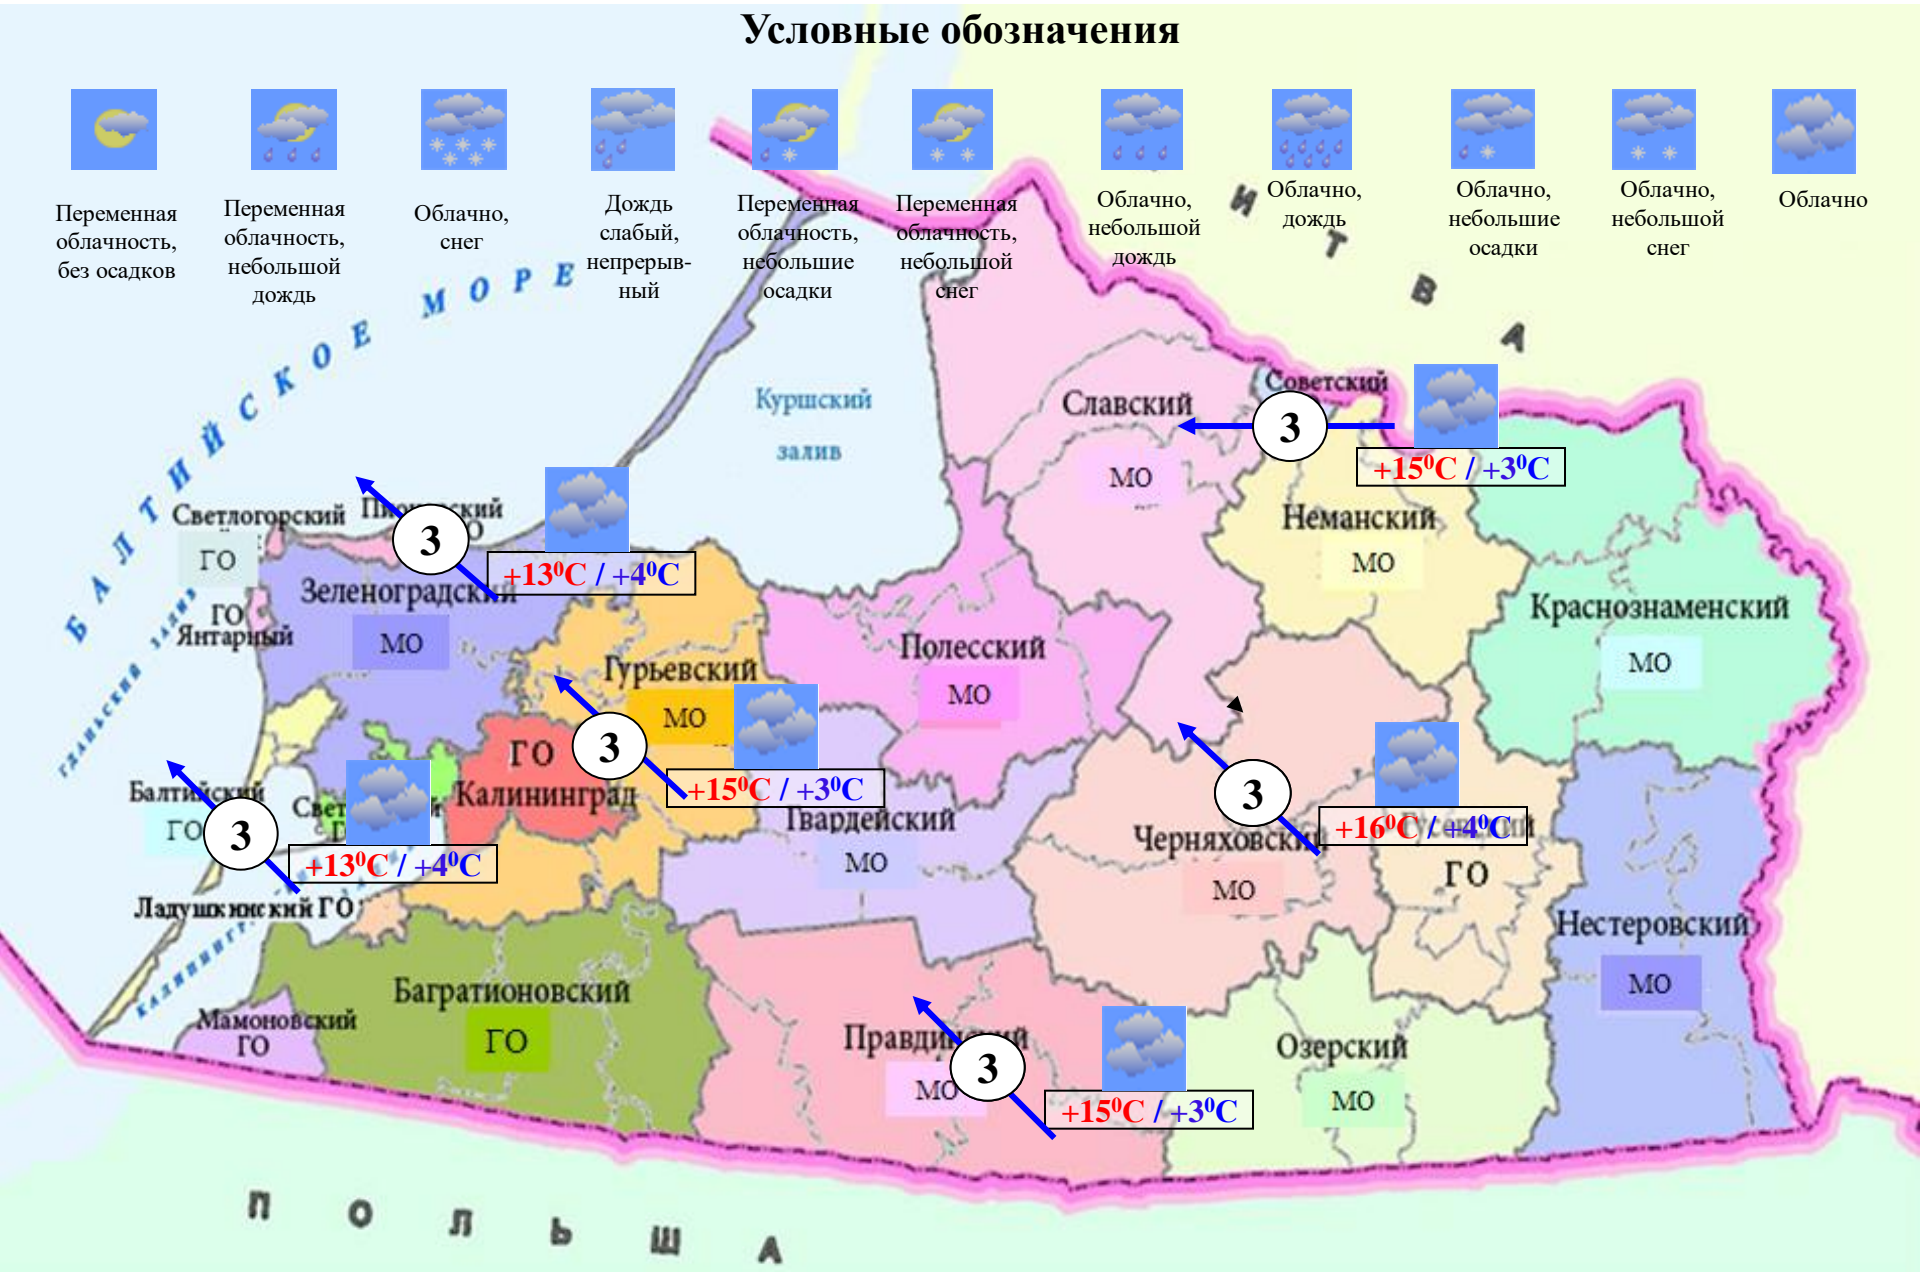 Условные обозначения
Переменная
облачность,
без осадков
Переменная
облачность,
небольшой
дождь
Облачно,
снег
Дождь
слабый,
непрерыв-
ный
Переменная
облачность,
небольшие
осадки
Переменная
облачность,
небольшой
снег
Облачно,
небольшой
дождь
Облачно,
дождь
Облачно,
небольшие
осадки
Облачно,
небольшой
снег
Облачно
БАЛТИЙСКОЕ МОРЕ
ИТВА
Куршский
залив
Славский
МО
Советский
3
+15⁰С / +3⁰С
Неманский
МО
Светлогорский
ГО
3
+13⁰С / +4⁰С
Зеленоградский
МО
ГО
Янтарный
Краснознаменский
МО
Полесский
МО
Гурьевский
МО
3
+15⁰С / +3⁰С
ГО
Калининград
Балтийский
ГО
3
+13⁰С / +4⁰С
Гвардейский
МО
Черняховский
МО
3
+16⁰С / +4⁰С
ГО
Ладушкинский ГО
Нестеровский
МО
Багратионовский
ГО
Мамоновский
ГО
Правдинский
МО
3
+15⁰С / +3⁰С
Озерский
МО
ПОЛЬША